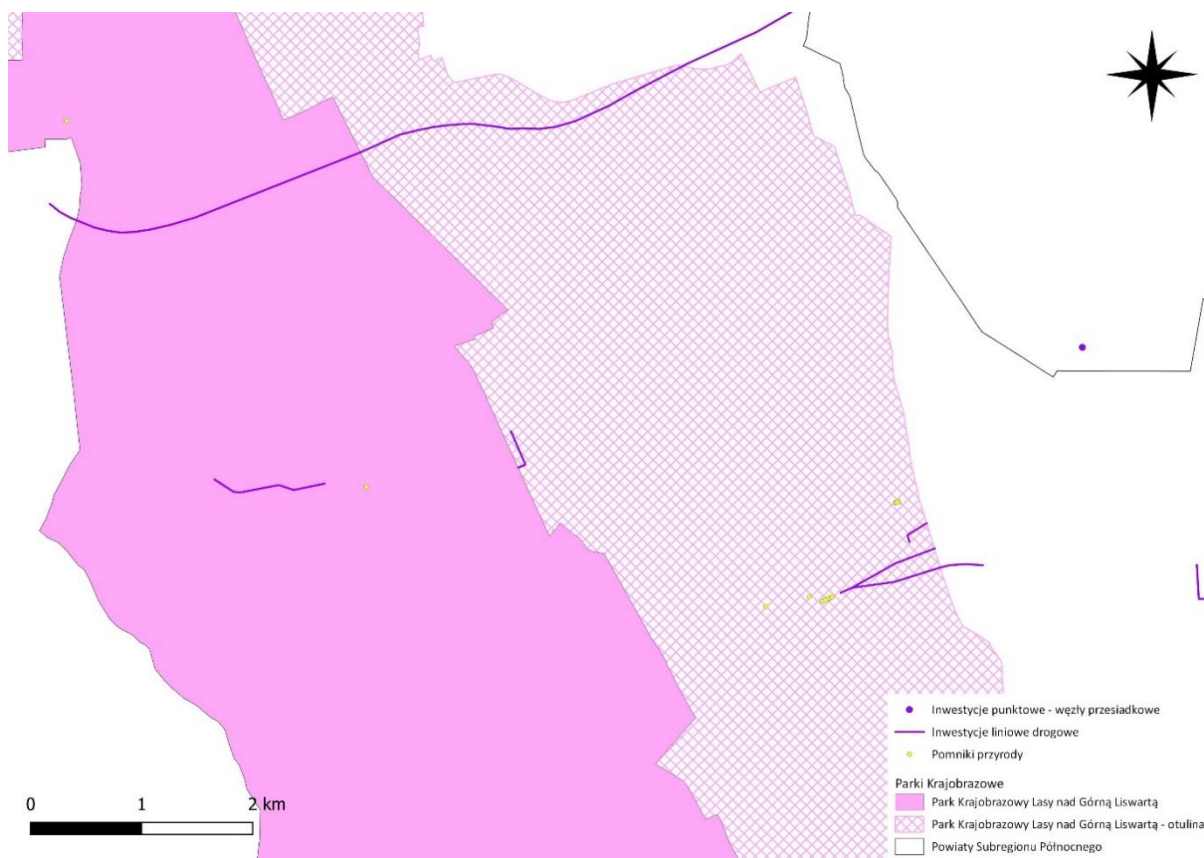 Inwestycje punktowe - węzły przesiadkowe
Inwestycje liniowe drogowe
Pomniki przyrody
Parki Krajobrazowe
Park Krajobrazowy Lasy nad Górną Liswartą
Park Krajobrazowy Lasy nad Górną Liswartą - otulina
Powiaty Subregionu Północnego
0 1 2 km